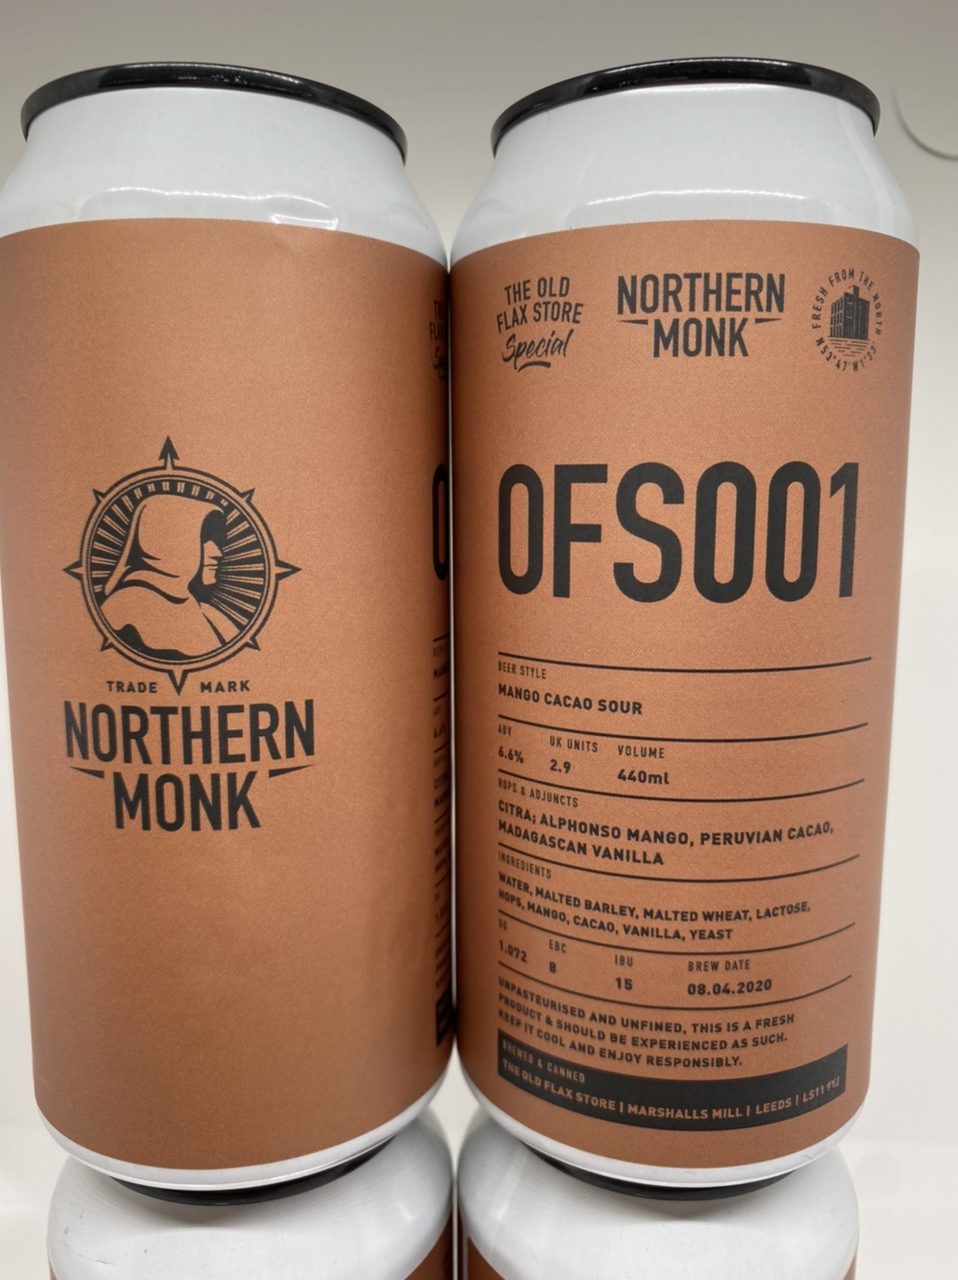 TRADE MARK
NORTHERN
MONK
THE OLD
FLAX STORE
Special
NORTHERN
MONK
FRESH FROM THE NORTH
OFS001
BEER STYLE
MANGO CACAO SOUR
ABV UK UNITS VOLUME
6.6% 2.9 440ml
HOPS & ADJUNCTS
CITRA; ALPHONSO MANGO, PERUVIAN CACAO,
MADAGASCAN VANILLA
INGREDIENTS
WATER, MALTED BARLEY, MALTED WHEAT, LACTOSE,
HOPS, MANGO, CACAO, VANILLA, YEAST
OG EBC IBU BREW DATE
1.072 8 15 08.04.2020
UNPASTEURISED AND UNFINED, THIS IS A FRESH
PRODUCT & SHOULD BE EXPERIENCED AS SUCH.
KEEP IT COOL AND ENJOY RESPONSIBLY.
BREWED & CANNED
THE OLD FLAX STORE | MARSHALLS MILL | LEEDS | LS11 9YJ